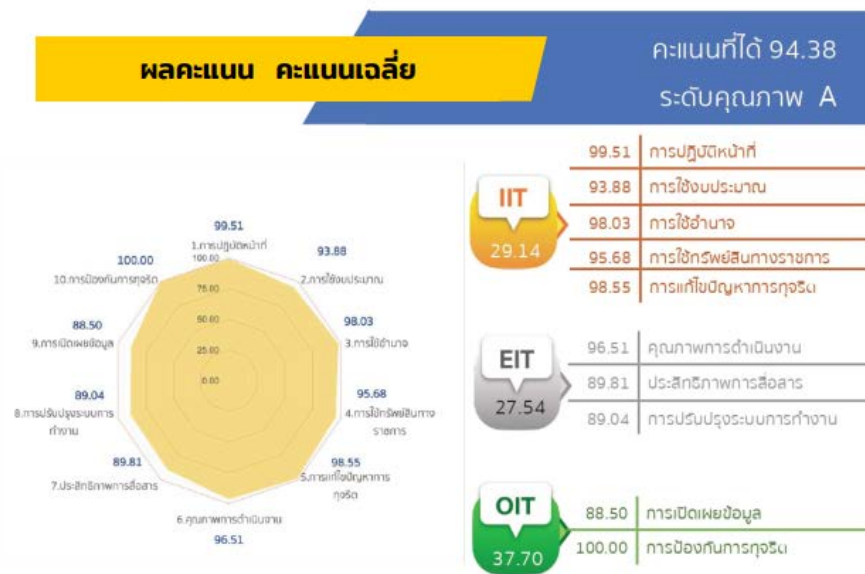 ผลคะแนน คะแนนเฉลี่ย
คะแนนที่ได้ 94.38
ระดับคุณภาพ A
99.51
1.การปฏิบัติหน้าที่
100.00
75.00
50.00
25.00
0.00
93.88
2.การใช้งบประมาณ
98.03
3.การใช้อำนาจ
95.68
4.การใช้ทรัพย์สินทาง
ราชการ
98.55
5.การแก้ไขปัญหาการ
ทุจริต
6.คุณภาพการดำเนินงาน
96.51
89.81
7.ประสิทธิภาพการสื่อสาร
89.04
8.การปรับปรุงระบบการ
ทำงาน
88.50
9.การเปิดเผยข้อมูล
100.00
10.การป้องกันการทุจริต
IIT
29.14
99.51 การปฏิบัติหน้าที่
93.88 การใช้งบประมาณ
98.03 การใช้อำนาจ
95.68 การใช้ทรัพย์สินทางราชการ
98.55 การแก้ไขปัญหาการทุจริต
EIT
27.54
96.51 คุณภาพการดำเนินงาน
89.81 ประสิทธิภาพการสื่อสาร
89.04 การปรับปรุงระบบการทำงาน
OIT
37.70
88.50 การเปิดเผยข้อมูล
100.00 การป้องกันการทุจริต